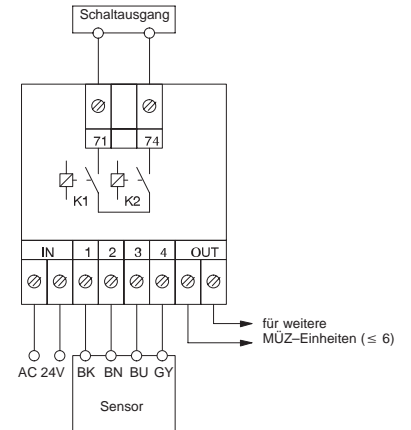 Schaltausgang
71 74
K1 K2
IN 1 2 3 4 OUT
für weitere
MÜZ–Einheiten (≤ 6)
AC 24V BK BN BU GY
Sensor